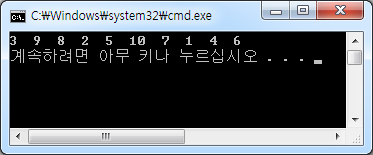 C:₩Windows₩system32₩cmd.exe
3 9 8 2 5 10 7 1 4 6
계속하려면 아무 키나 누르십시오 . . .